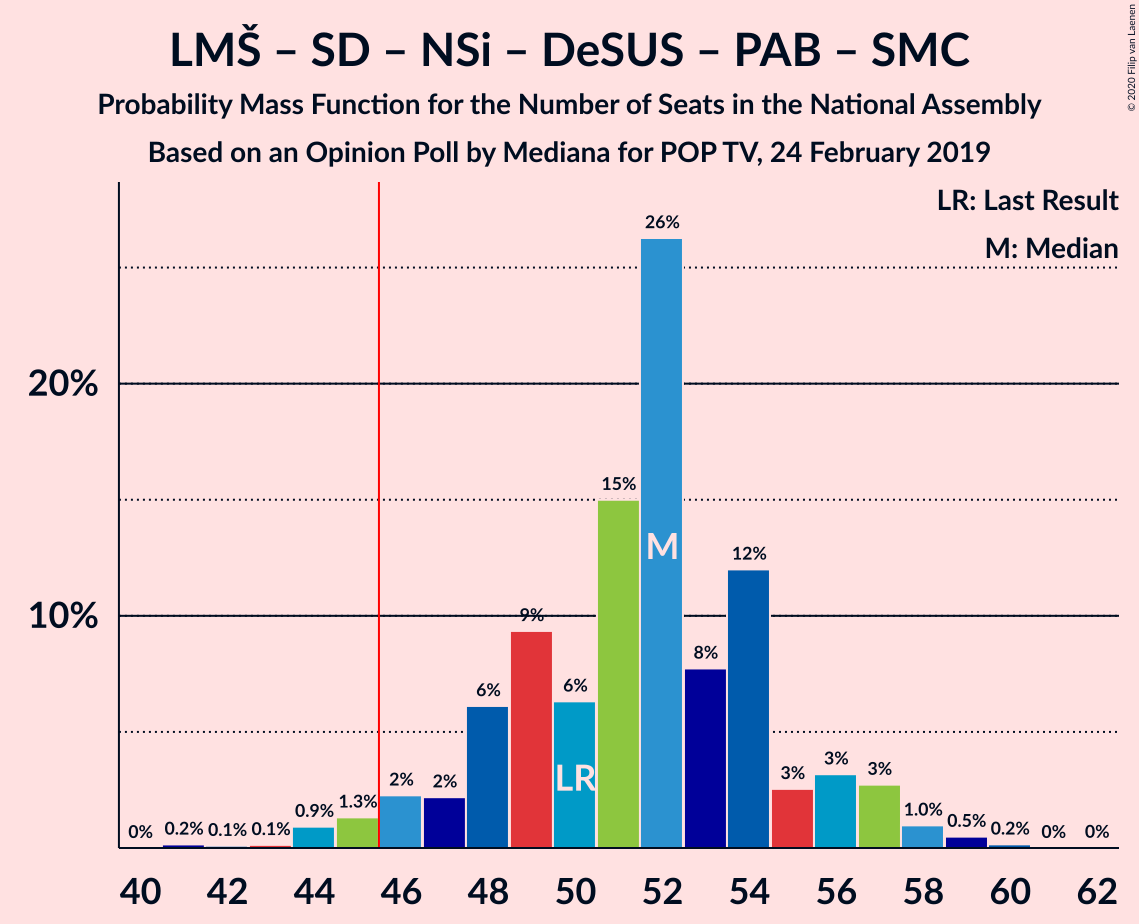 LMŠ – SD – NSi – DeSUS – PAB – SMC
Probability Mass Function for the Number of Seats in the National Assembly
Based on an Opinion Poll by Mediana for POP TV, 24 February 2019
© 2020 Filip van Laenen
LR: Last Result
M: Median
20%
10%
0%
0.2%
0.1%
0.1%
0.9%
1.3%
2%
2%
6%
9%
6%
15%
26%
8%
12%
3%
3%
3%
1.0%
0.5%
0.2%
0%
0%
LR
M
40 42 44 46 48 50 52 54 56 58 60 62